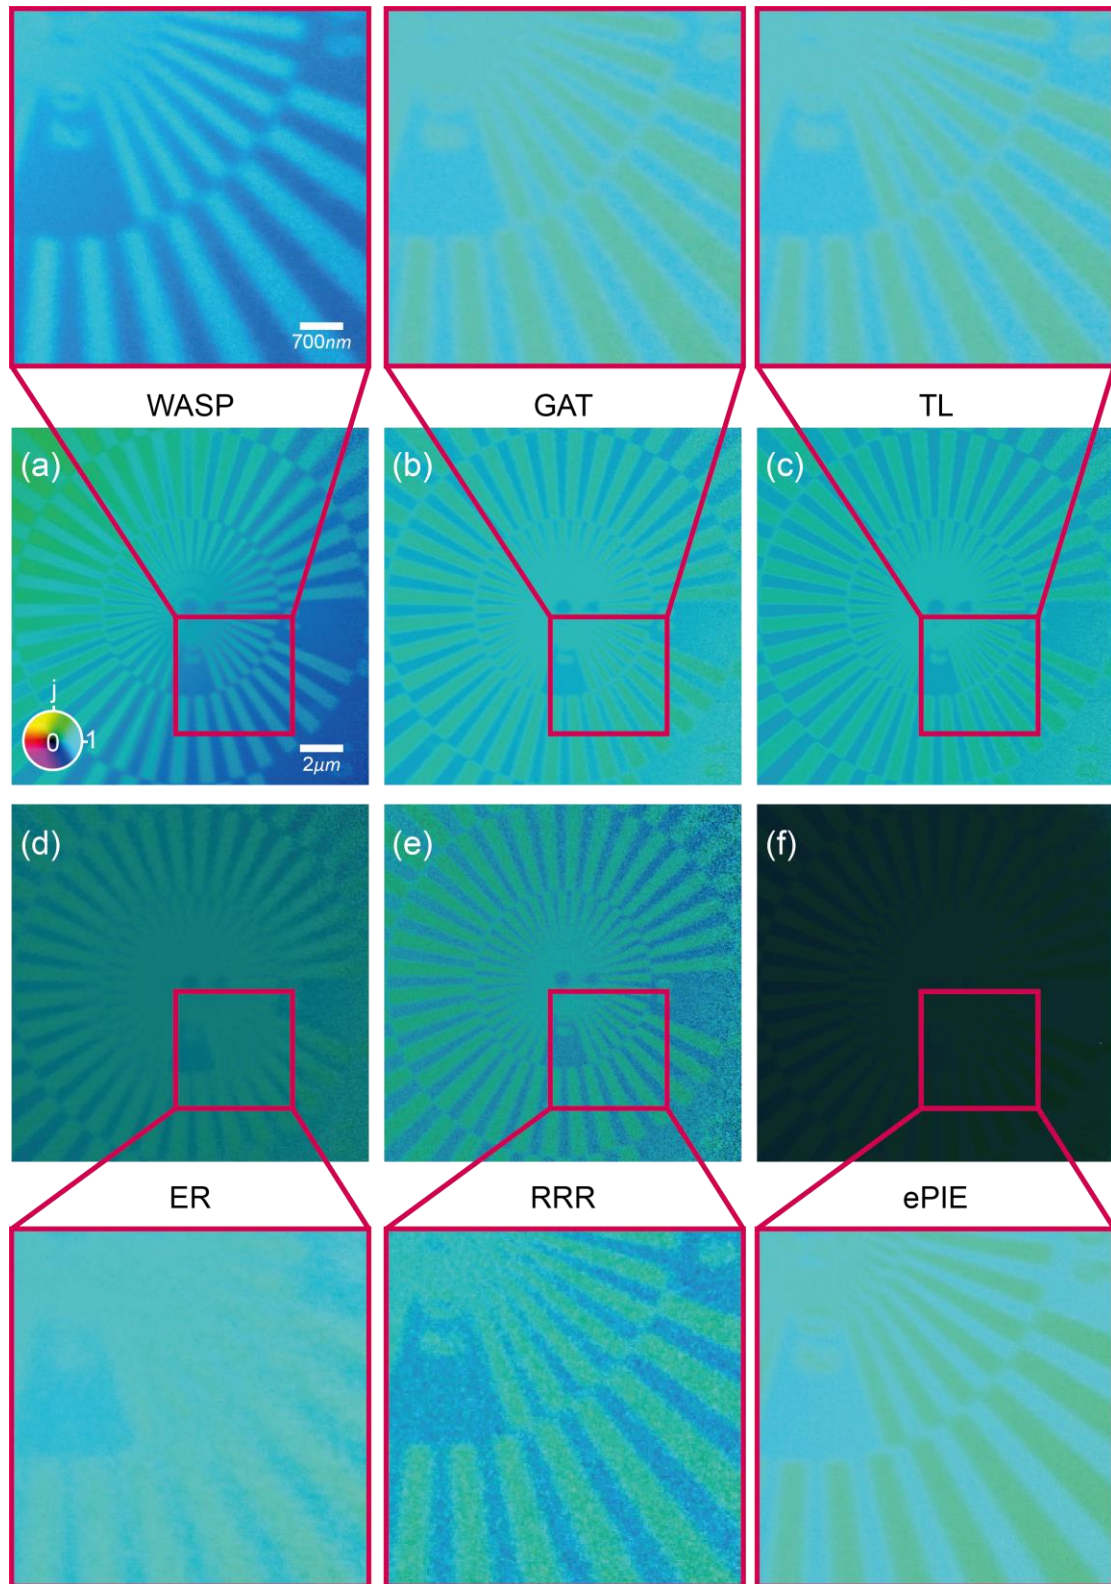 700nm
WASP
GAT
TL
(a)
(b)
(c)
j
0
-1
2μm
(d)
(e)
(f)
ER
RRR
ePIE